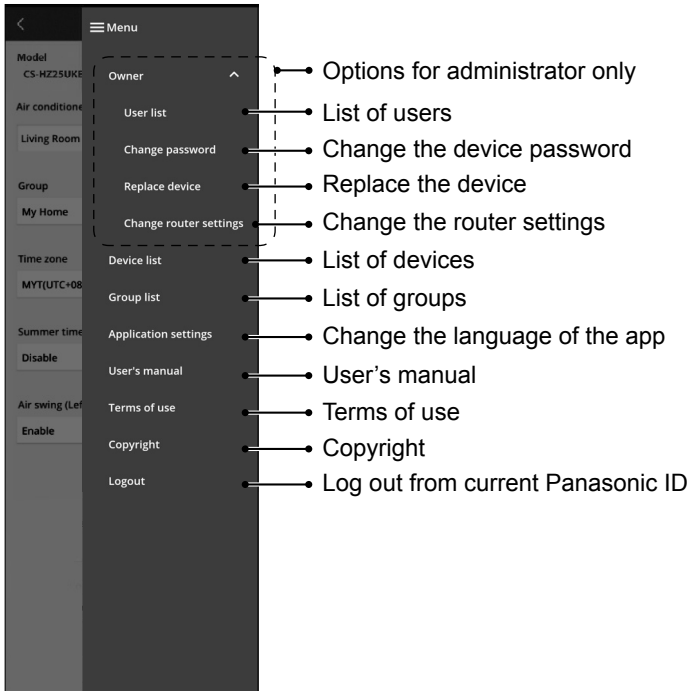 Menu
Model
CS-HZ25UKE
Owner
Options for administrator only
Air conditione
User list
List of users
Living Room
Change password
Change the device password
Group
Replace device
Replace the device
My Home
Change router settings
Change the router settings
Time zone
Device list
List of devices
MYT(UTC+08
Group list
List of groups
Summer time
Application settings
Change the language of the app
Disable
User's manual
User’s manual
Air swing (Lef
Terms of use
Terms of use
Enable
Copyright
Copyright
Logout
Log out from current Panasonic ID